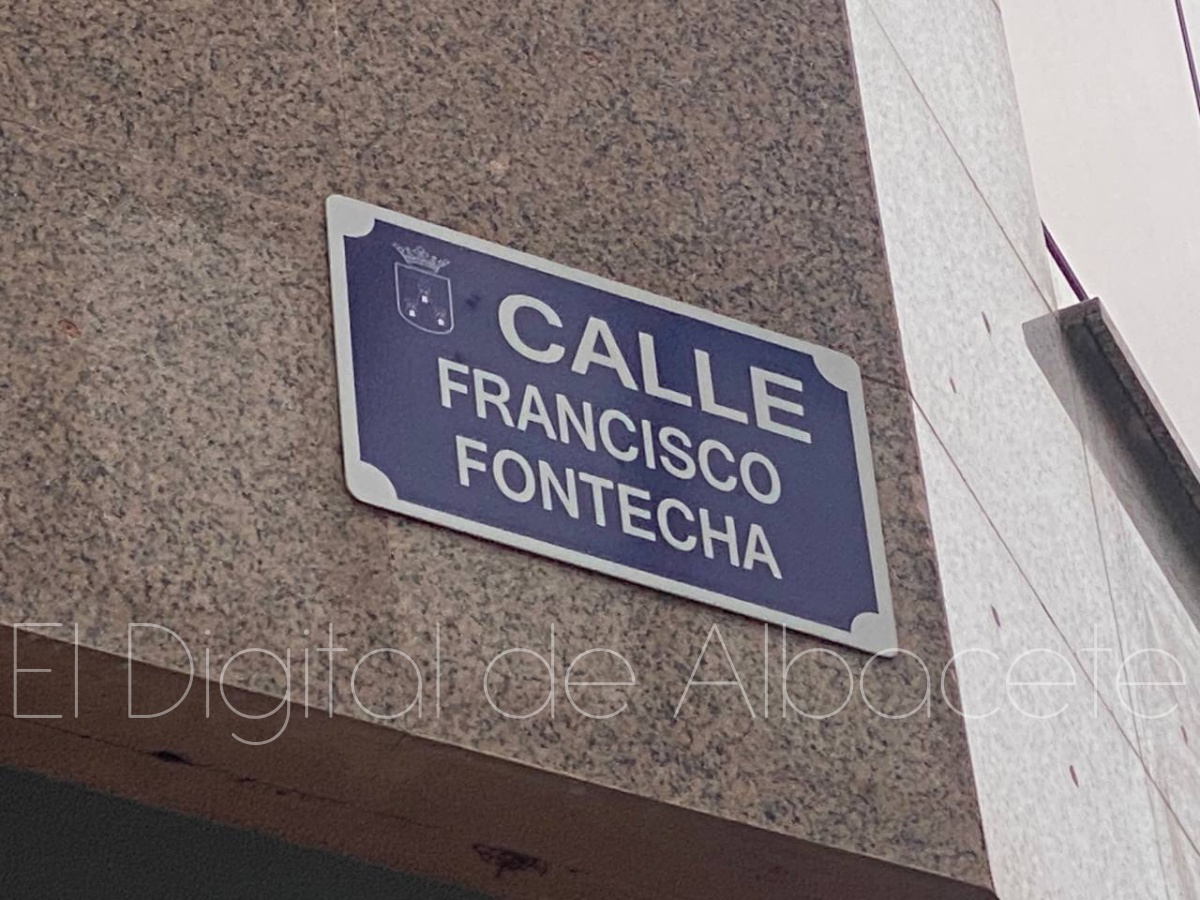 CALLE
FRANCISCO
FONTECHA
El Digital de Albacete